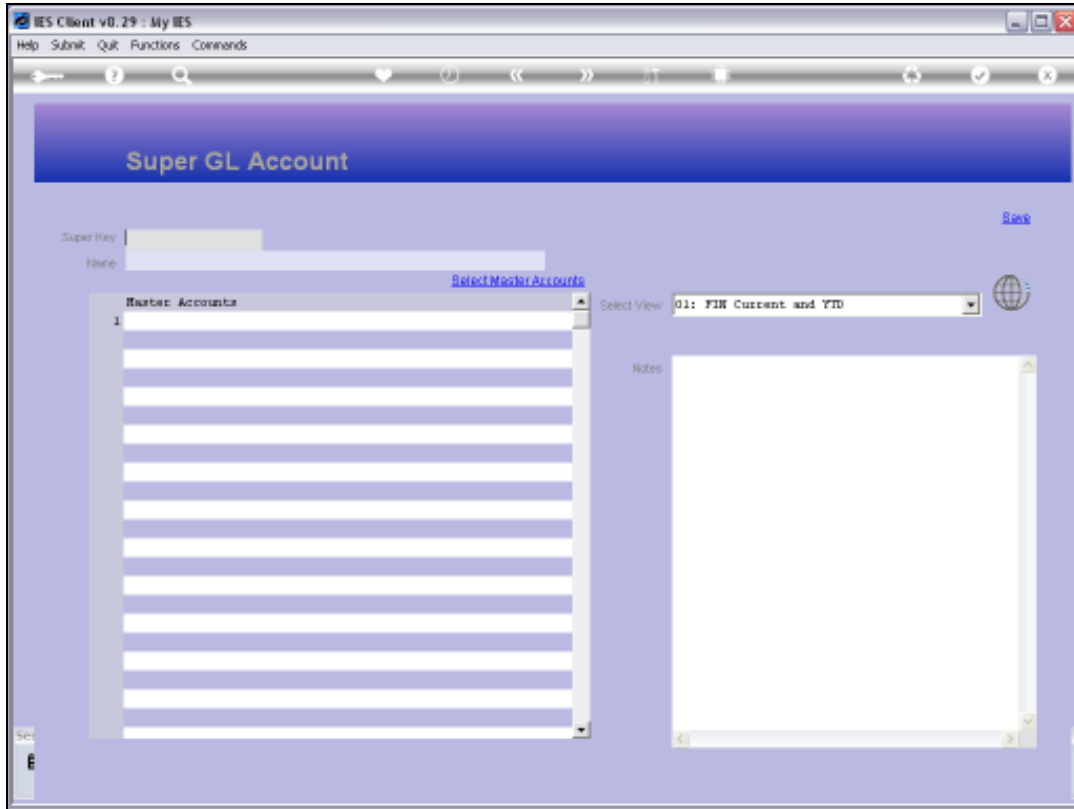 IES Client v8.29 : My IES
Help Submit Quit Functions Commands
Super GL Account
Save
Super Key
Name
Select Master Accounts
Master Accounts
Select View 01: FIN Current and YTD
1
Notes